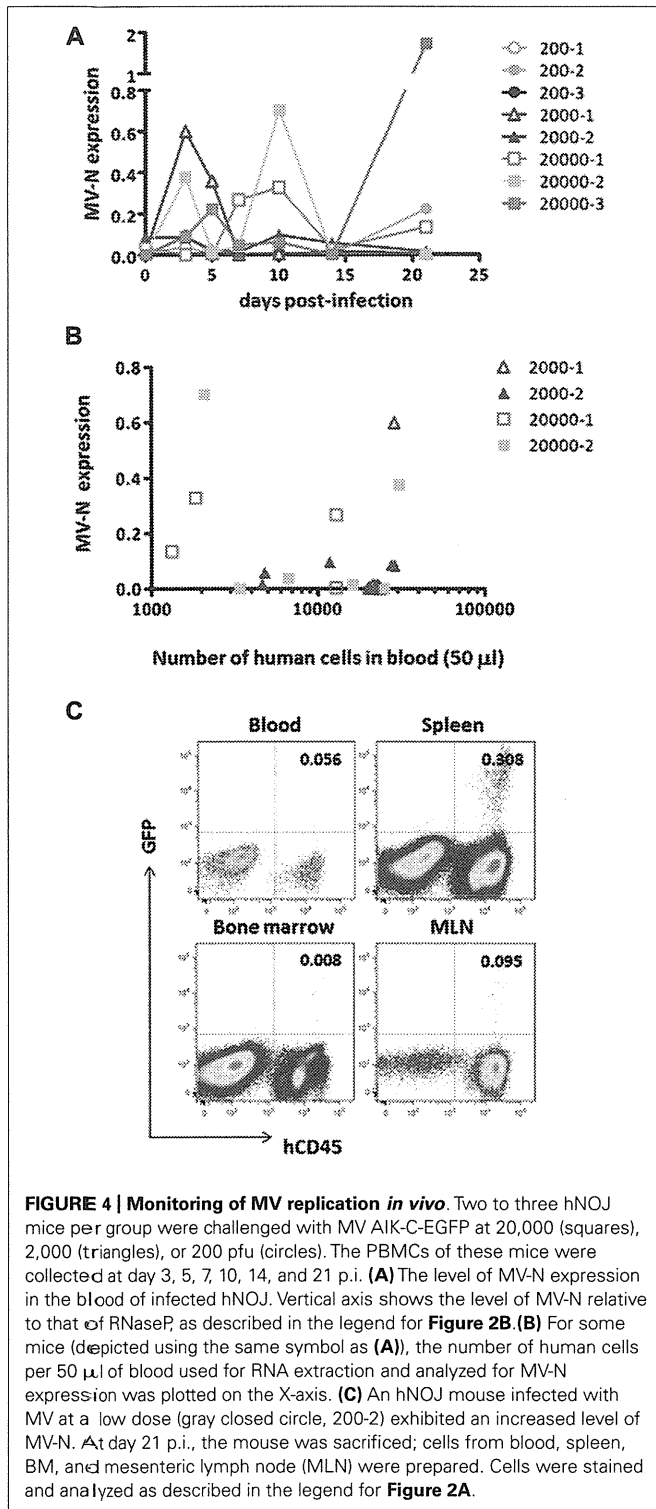 A
MV-N expression
2
1
0.8
0.6
0.4
0.2
0.0
0 5 10 15 20 25
days post-infection
200-1
200-2
200-3
2000-1
2000-2
20000-1
20000-2
20000-3
B
MV-N expression
0.8
0.6
0.4
0.2
0.0
1000 10000 100000
Number of human cells in blood (50 µl)
2000-1
2000-2
20000-1
20000-2
C
Blood Spleen
0.056 0.308
GFP
Bone marrow MLN
0.008 0.095
hCD45
FIGURE 4 | Monitoring of MV replication in vivo. Two to three hNOJ
mice per group were challenged with MV AIK-C-EGFP at 20,000 (squares),
2,000 (triangles), or 200 pfu (circles). The PBMCs of these mice were
collected at day 3, 5, 7, 10, 14, and 21 p.i. (A) The level of MV-N expression
in the blood of infected hNOJ. Vertical axis shows the level of MV-N relative
to that of RNaseP, as described in the legend for Figure 2B.(B) For some
mice (depicted using the same symbol as (A)), the number of human cells
per 50 µl of blood used for RNA extraction and analyzed for MV-N
expression was plotted on the X-axis. (C) An hNOJ mouse infected with
MV at a low dose (gray closed circle, 200-2) exhibited an increased level of
MV-N. At day 21 p.i., the mouse was sacrificed; cells from blood, spleen,
BM, and mesenteric lymph node (MLN) were prepared. Cells were stained
and analyzed as described in the legend for Figure 2A.